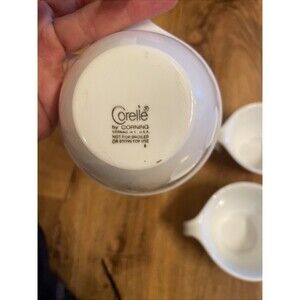 Corelle®
by CORNING
U.S.A.
NOT FOR BROILER
OR STOVE TOP USE